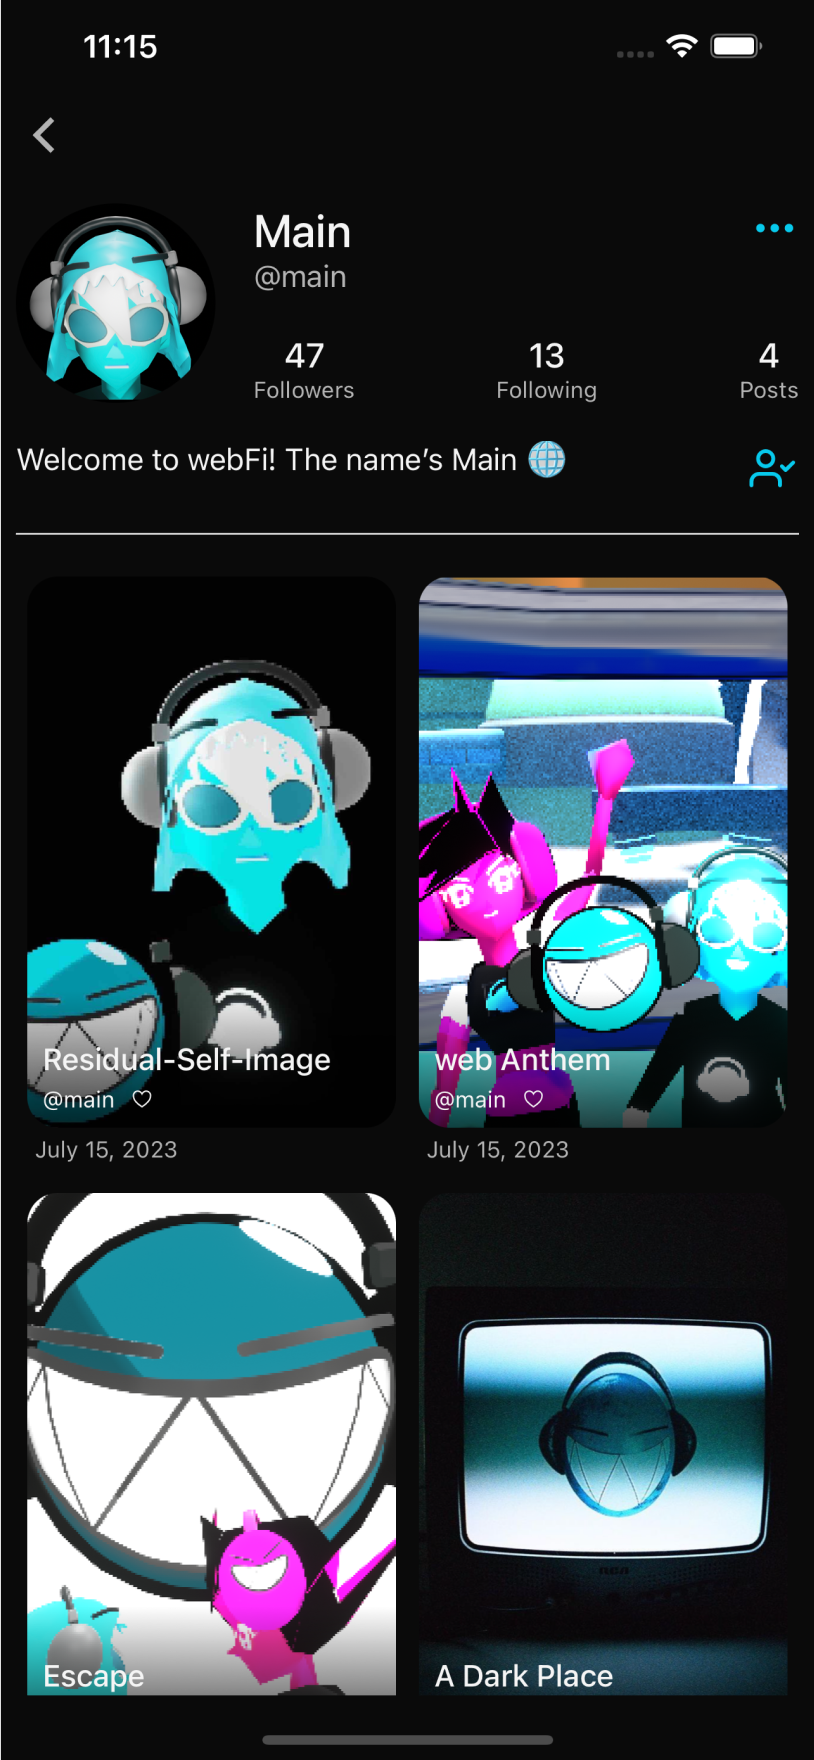 11:15
Main
@main
47
Followers
13
Following
4
Posts
Welcome to webFi! The name’s Main
Residual-Self-Image
@main
July 15, 2023
web Anthem
@main
July 15, 2023
Escape
A Dark Place
RCA